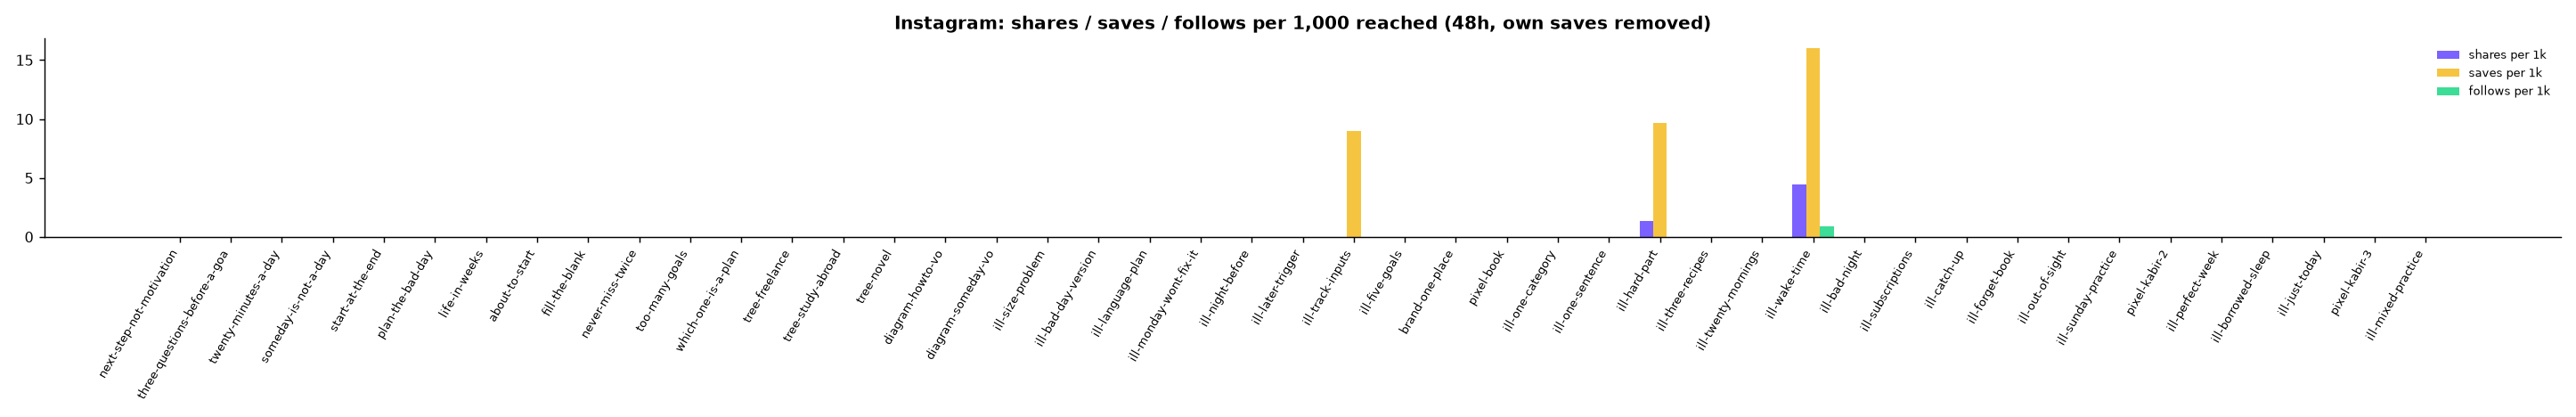 Instagram: shares / saves / follows per 1,000 reached (48h, own saves removed)
15
10
5
0
shares per 1k
saves per 1k
follows per 1k
next-step-not-motivation
three-questions-before-a-goa
twenty-minutes-a-day
someday-is-not-a-day
start-at-the-end
plan-the-bad-day
life-in-weeks
about-to-start
fill-the-blank
never-miss-twice
too-many-goals
which-one-is-a-plan
tree-freelance
tree-study-abroad
tree-novel
diagram-howto-vo
diagram-someday-vo
ill-size-problem
ill-bad-day-version
ill-language-plan
ill-monday-wont-fix-it
ill-night-before
ill-later-trigger
ill-track-inputs
ill-five-goals
brand-one-place
pixel-book
ill-one-category
ill-one-sentence
ill-hard-part
ill-three-recipes
ill-twenty-mornings
ill-wake-time
ill-bad-night
ill-subscriptions
ill-catch-up
ill-forget-book
ill-out-of-sight
ill-sunday-practice
pixel-kabir-2
ill-perfect-week
ill-borrowed-sleep
ill-just-today
pixel-kabir-3
ill-mixed-practice